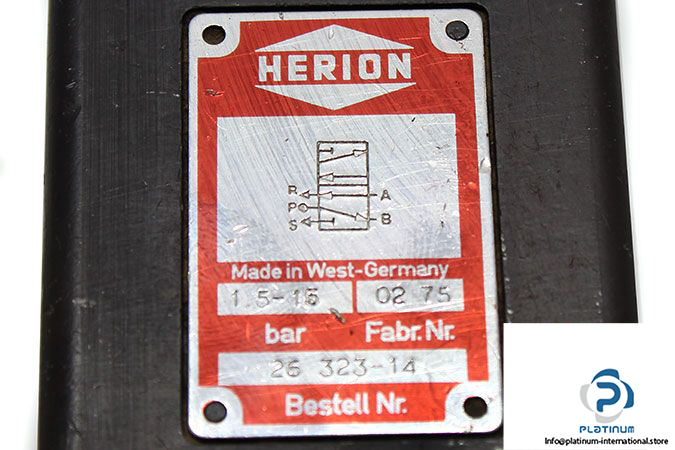 HERION
R A
P
S B
Made in West-Germany
1.5-15 02 75
bar Fabr.Nr.
26 323-14
Bestell Nr.
PLATINUM
Info@platinum-international.store